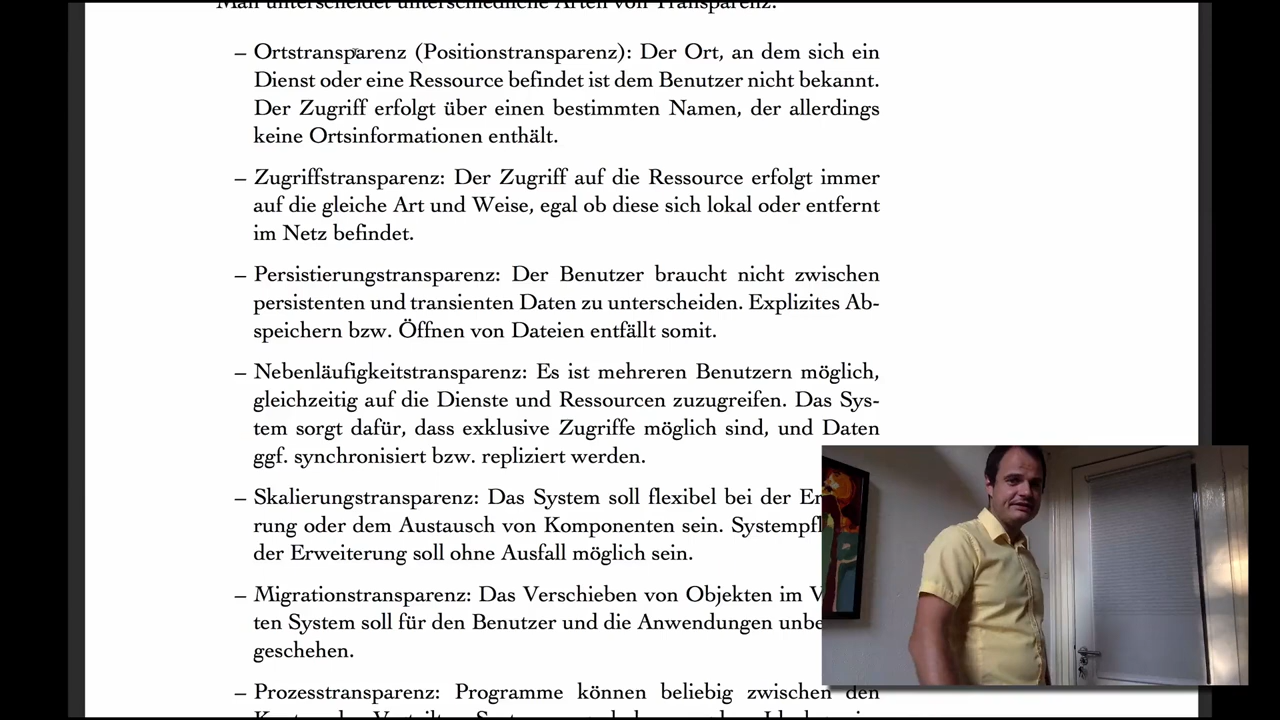 Man unterscheidet unterschiedliche Arten von Transparenz:
– Ortstransparenz (Positionstransparenz): Der Ort, an dem sich ein
Dienst oder eine Ressource befindet ist dem Benutzer nicht bekannt.
Der Zugriff erfolgt über einen bestimmten Namen, der allerdings
keine Ortsinformationen enthält.
– Zugriffstransparenz: Der Zugriff auf die Ressource erfolgt immer
auf die gleiche Art und Weise, egal ob diese sich lokal oder entfernt
im Netz befindet.
– Persistierungstransparenz: Der Benutzer braucht nicht zwischen
persistenten und transienten Daten zu unterscheiden. Explizites Ab-
speichern bzw. Öffnen von Dateien entfällt somit.
– Nebenläufigkeitstransparenz: Es ist mehreren Benutzern möglich,
gleichzeitig auf die Dienste und Ressourcen zuzugreifen. Das Sys-
tem sorgt dafür, dass exklusive Zugriffe möglich sind, und Daten
ggf. synchronisiert bzw. repliziert werden.
– Skalierungstransparenz: Das System soll flexibel bei der
rung oder dem Austausch von Komponenten sein.
der Erweiterung soll ohne Ausfall möglich sein.
– Migrationstransparenz: Das Verschieben von Objekten im
ten System soll für den Benutzer und die Anwendungen
geschehen.
– Prozesstransparenz: Programme können beliebig zwischen den